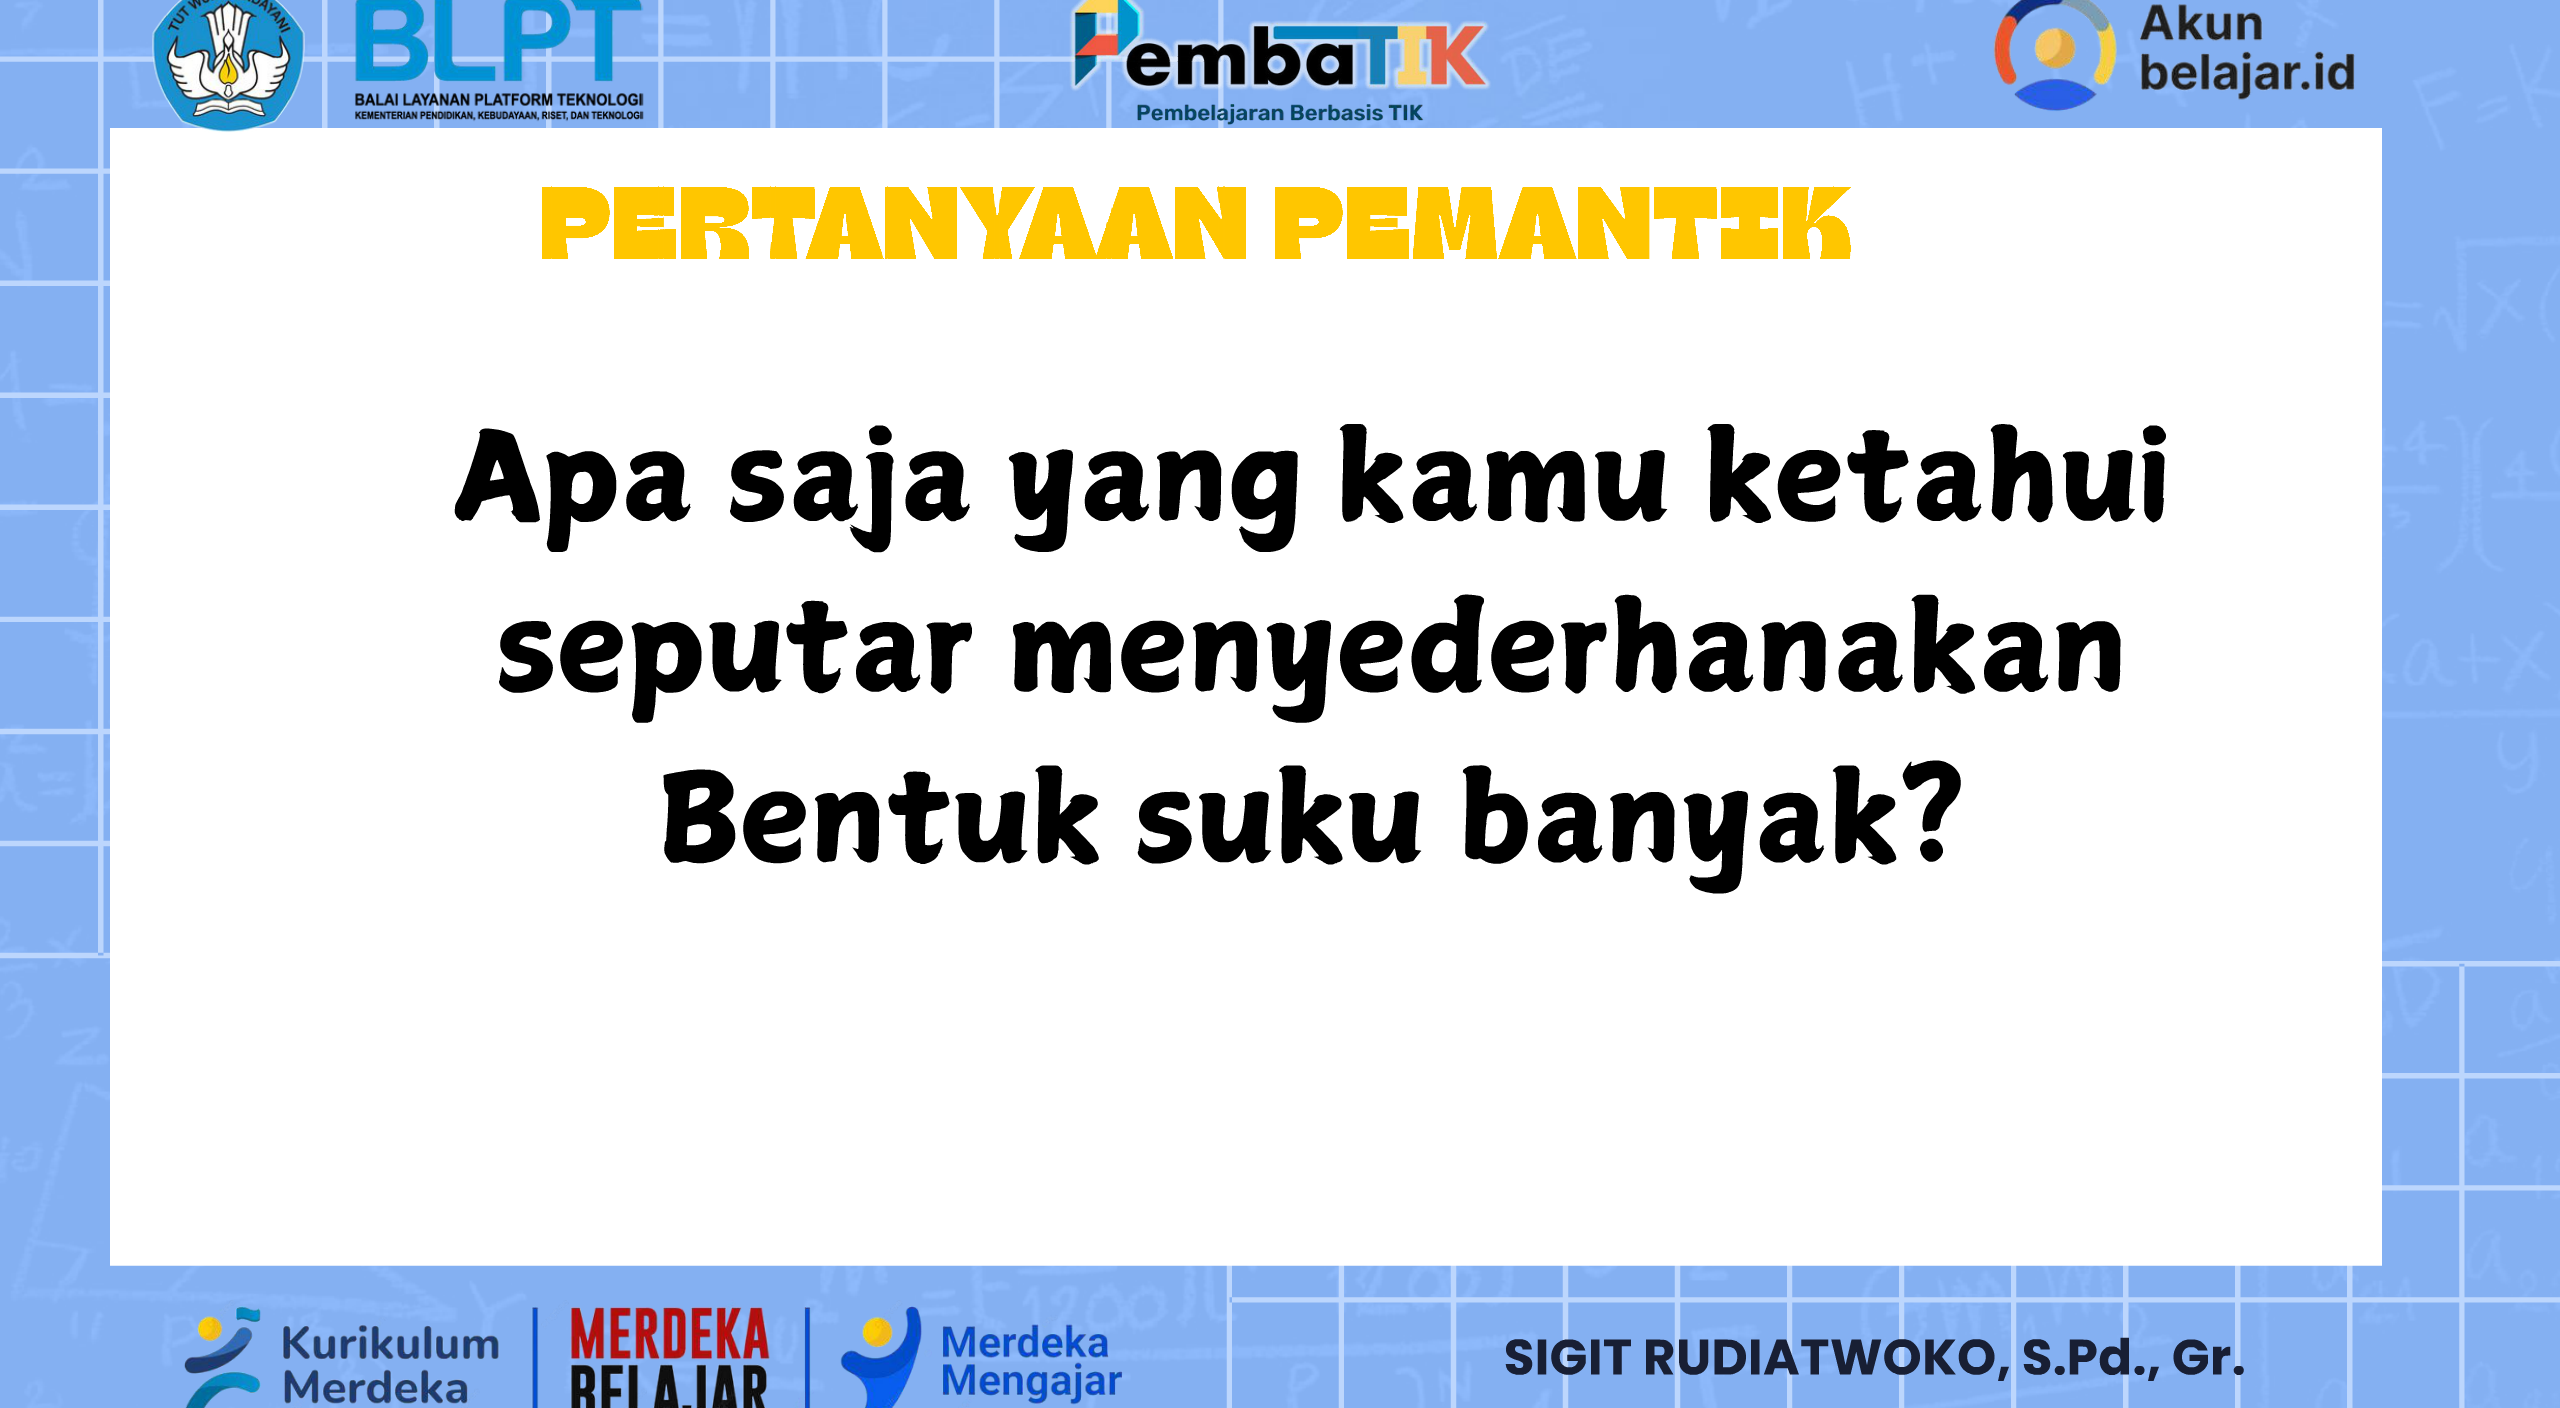 BLPT
BALAI LAYANAN PLATFORM TEKNOLOGI
KEMENTERIAN PENDIDIKAN, KEBUDAYAAN, RISET, DAN TEKNOLOGI
PembaTIK
Pembelajaran Berbasis TIK
Akun
belajar.id
PERTANYAAN PEMANTIK
Apa saja yang kamu ketahui
seputar menyederhanakan
Bentuk suku banyak?
Kurikulum
Merdeka
MERDEKA
BELAJAR
Merdeka
Mengajar
SIGIT RUDIATWOKO, S.Pd., Gr.